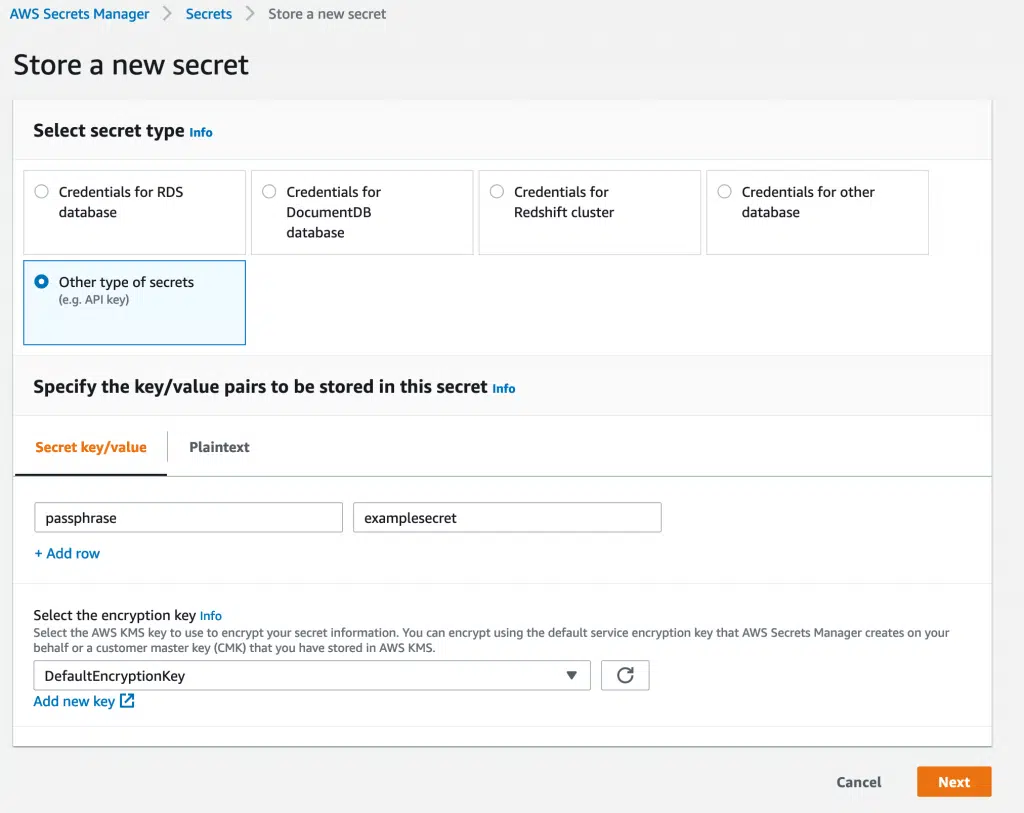 AWS Secrets Manager > Secrets > Store a new secret
Store a new secret
Select secret type Info
Credentials for RDS
database
Credentials for
DocumentDB
database
Credentials for
Redshift cluster
Credentials for other
database
Other type of secrets
(e.g. API key)
Specify the key/value pairs to be stored in this secret Info
Secret key/value
Plaintext
passphrase
examplesecret
+ Add row
Select the encryption key Info
Select the AWS KMS key to use to encrypt your secret information. You can encrypt using the default service encryption key that AWS Secrets Manager creates on your
behalf or a customer master key (CMK) that you have stored in AWS KMS.
DefaultEncryptionKey
Add new key
Cancel
Next